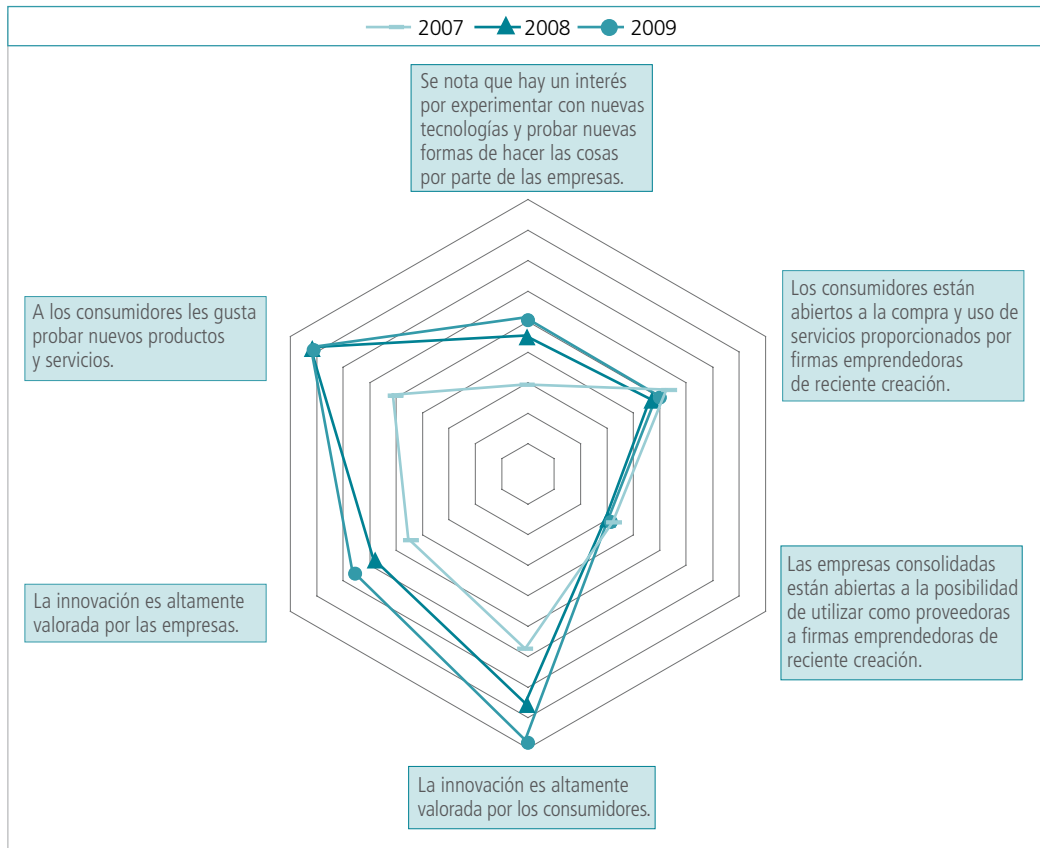 2007 2008 2009
Se nota que hay un interés
por experimentar con nuevas
tecnologías y probar nuevas
formas de hacer las cosas
por parte de las empresas.
A los consumidores les gusta
probar nuevos productos
y servicios.
Los consumidores están
abiertos a la compra y uso de
servicios proporcionados por
firmas emprendedoras
de reciente creación.
La innovación es altamente
valorada por las empresas.
Las empresas consolidadas
están abiertas a la posibilidad
de utilizar como proveedoras
a firmas emprendedoras de
reciente creación.
La innovación es altamente
valorada por los consumidores.